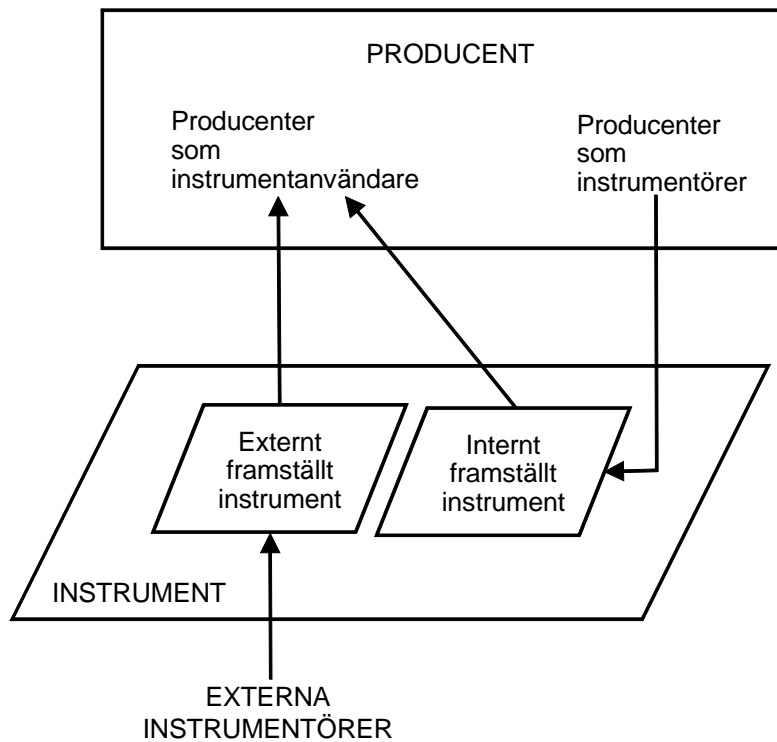 PRODUCENT
Producenter
som
instrumentanvändare
Producenter
som
instrumentörer
Externt
framställt
instrument
Internt
framställt
instrument
INSTRUMENT
EXTERNA
INSTRUMENTÖRER